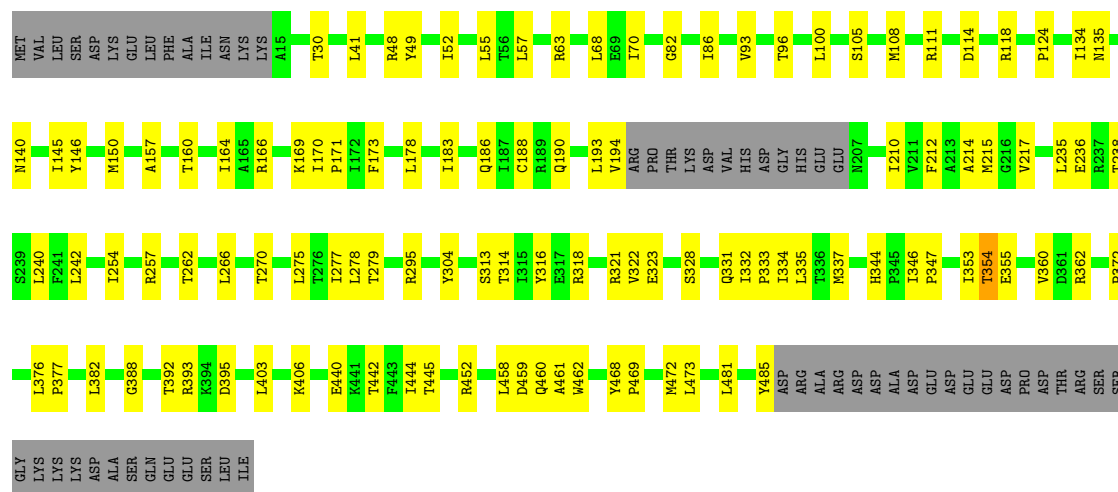 MET VAL LEU SER ASP LYS GLU LEU PHE ALA ILE ASN LYS LYS A15 T30 L41 R48 Y49 I52 L55 T56 L57 R63 L68 E69 I70 G82 I86 V93 T96 L100 S105 M108 R111 D114 R118 P124 I134 N135
N140 I145 Y146 M150 A157 T160 I164 A165 R166 K169 I170 P171 I172 F173 L178 I183 Q186 I187 C188 R189 Q190 L193 V194 ARG PRO THR LYS ASP VAL HIS ASP GLY HIS GLU GLU N207 I210 V211 F212 A213 A214 M215 G216 V217 L235 E236 R237 T238
S239 L240 F241 L242 I254 R257 T262 L266 T270 L275 T276 I277 L278 T279 R295 Y304 S313 T314 I315 Y316 E317 R318 R321 V322 E323 S328 Q331 I332 P333 I334 L335 T336 M337 H344 P345 I346 P347 I353 T354 E355 V360 D361 R362 P372
L376 P377 L382 G388 T392 R393 K394 D395 L403 K406 E440 K441 T442 F443 I444 T445 R452 L458 D459 Q460 A461 W462 Y468 P469 M472 L473 L481 Y485 ASP ARG ALA ARG ASP ASP ALA ASP GLU ASP GLU GLU ASP PRO ASP THR ARG SER SER
GLY LYS LYS LYS ASP ALA SER GLN GLU GLU SER LEU ILE